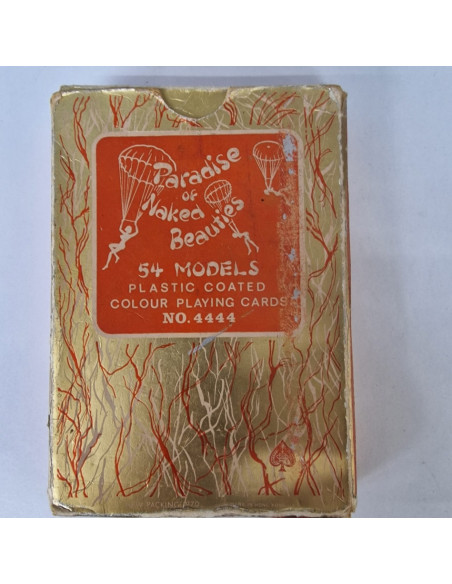 Paradise
of
Naked
Beauties
54 MODELS
PLASTIC COATED
COLOUR PLAYING CARDS
NO. 4444